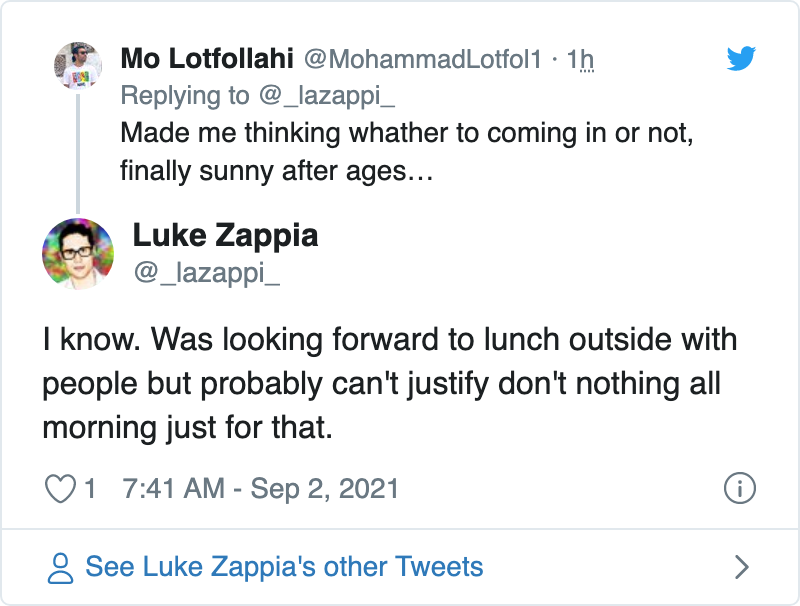 Mo Lotfollahi @MohammadLotfol1 · 1h
Replying to @_lazappi_
Made me thinking whather to coming in or not,
finally sunny after ages…
Luke Zappia
@_lazappi_
I know. Was looking forward to lunch outside with
people but probably can't justify don't nothing all
morning just for that.
1 7:41 AM - Sep 2, 2021
See Luke Zappia's other Tweets